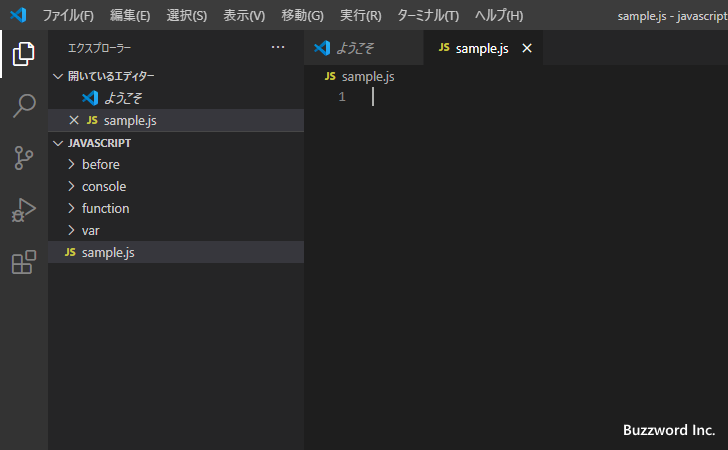 ファイル(F) 編集(E) 選択(S) 表示(V) 移動(G) 実行(R) ターミナル(T) ヘルプ(H) sample.js - javascript
エクスプローラー ···
開いているエディター
ようこそ
sample.js
JAVASCRIPT
before
console
function
var
JS sample.js
ようこそ JS sample.js
JS sample.js
1
Buzzword Inc.